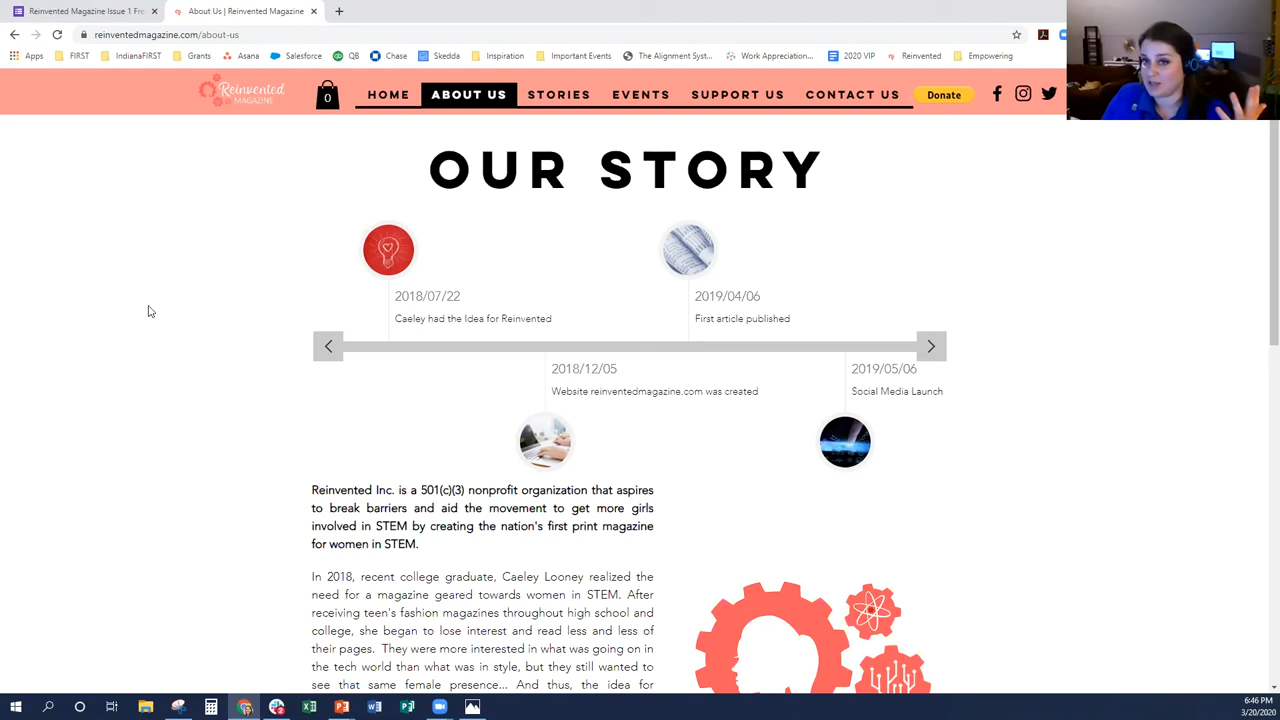 Reinvented Magazine Issue 1 Fre
About Us | Reinvented Magazine
reinventedmagazine.com/about-us
Apps
FIRST
IndianaFIRST
Grants
Asana
Salesforce
QB
Chase
Skedda
Inspiration
Important Events
The Alignment Syst...
Work Appreciation...
2020 VIP
Reinvented
Empowering
Reinvented
MAGAZINE
0
HOME
ABOUT US
STORIES
EVENTS
SUPPORT US
CONTACT US
Donate
OUR STORY
2018/07/22
Caeley had the Idea for Reinvented
2019/04/06
First article published
2018/12/05
Website reinventedmagazine.com was created
2019/05/06
Social Media Launch
Reinvented Inc. is a 501(c)(3) nonprofit organization that aspires
to break barriers and aid the movement to get more girls
involved in STEM by creating the nation's first print magazine
for women in STEM.
In 2018, recent college graduate, Caeley Looney realized the
need for a magazine geared towards women in STEM. After
receiving teen's fashion magazines throughout high school and
college, she began to lose interest and read less and less of
their pages. They were more interested in what was going on in
the tech world than what was in style, but they still wanted to
see that same female presence... And thus, the idea for
6:46 PM
3/20/2020